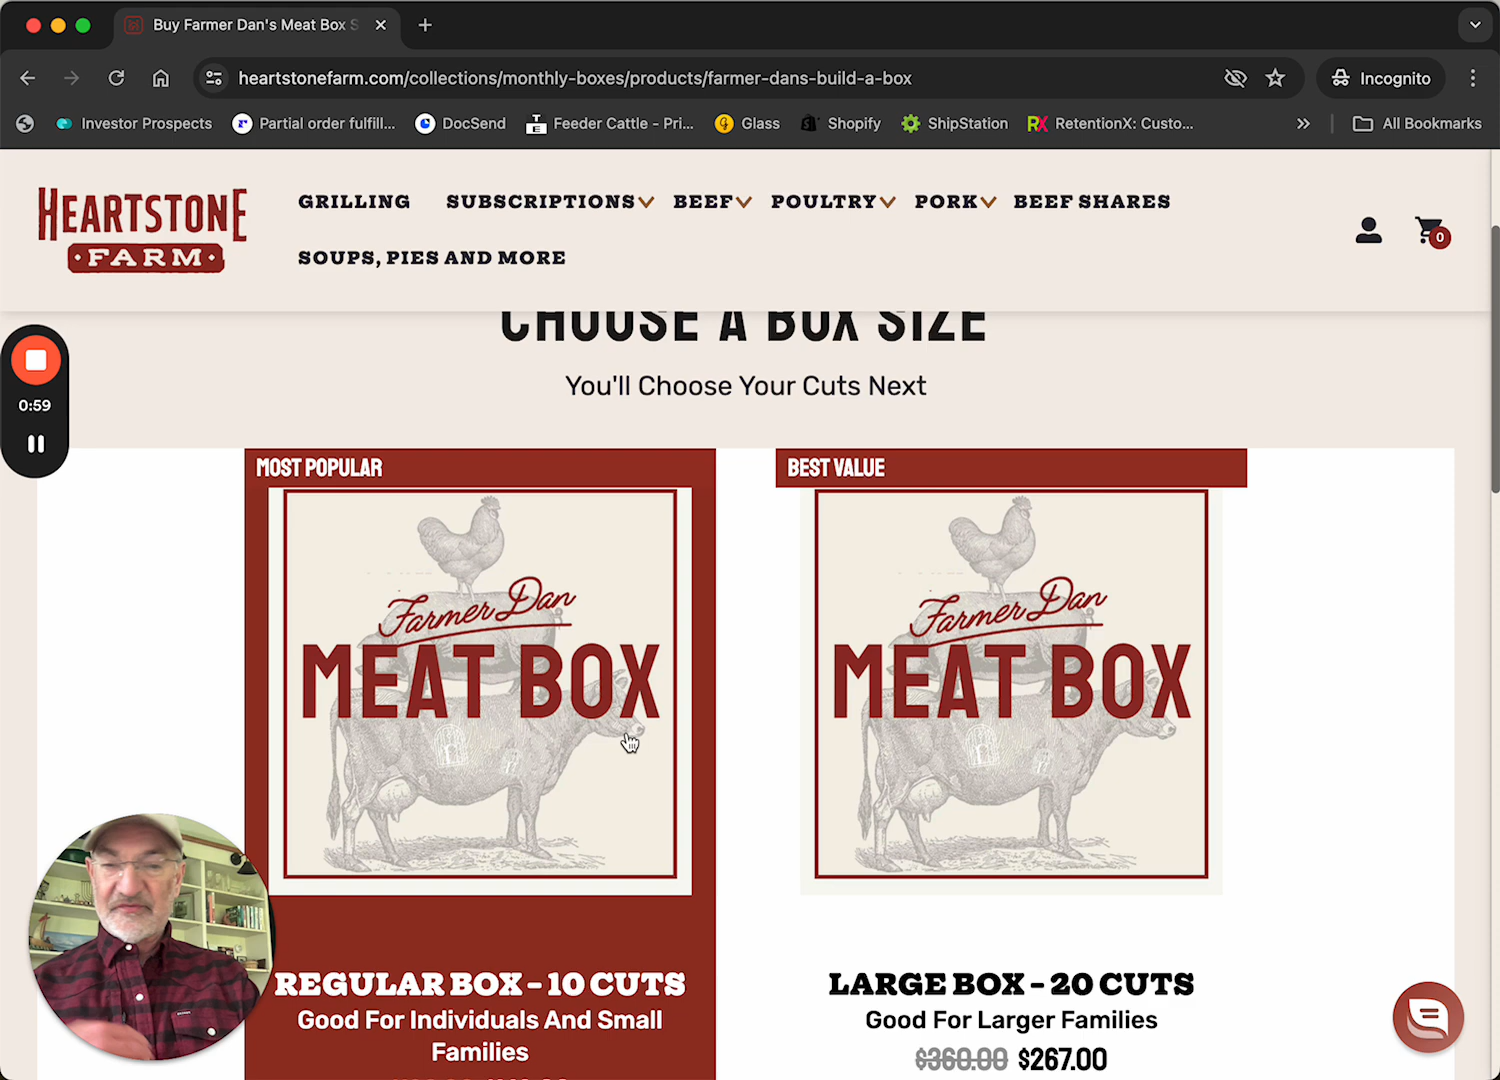 Buy Farmer Dan's Meat Box S
heartstonefarm.com/collections/monthly-boxes/products/farmer-dans-build-a-box
Incognito
Investor Prospects
Partial order fulfill...
DocSend
Feeder Cattle - Pri...
Glass
Shopify
ShipStation
RX
RetentionX: Custo...
All Bookmarks
HEARTSTONE
FARM
GRILLING
SUBSCRIPTIONS
BEEF
POULTRY
PORK
BEEF SHARES
SOUPS, PIES AND MORE
0
CHOOSE A BOX SIZE
You'll Choose Your Cuts Next
0:59
MOST POPULAR
BEST VALUE
Farmer Dan
MEAT BOX
Farmer Dan
MEAT BOX
REGULAR BOX - 10 CUTS
Good For Individuals And Small
Families
LARGE BOX - 20 CUTS
Good For Larger Families
$360.00 $267.00